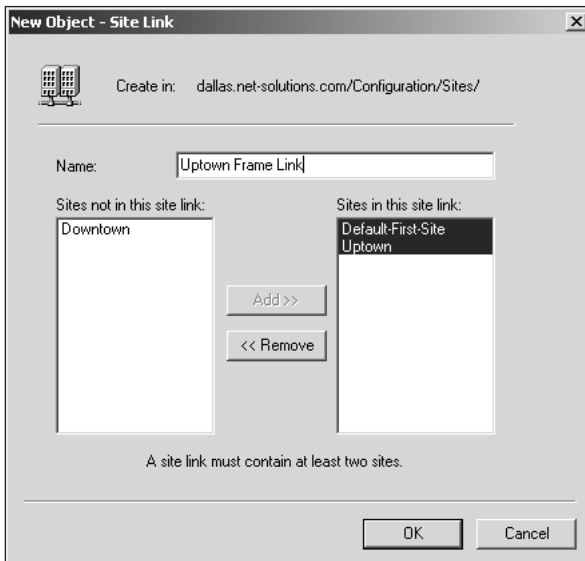 New Object - Site Link
Create in: dallas.net-solutions.com/Configuration/Sites/
Name: Uptown Frame Link
Sites not in this site link:
Downtown
Add >>
<< Remove
Sites in this site link:
Default-First-Site
Uptown
A site link must contain at least two sites.
OK
Cancel